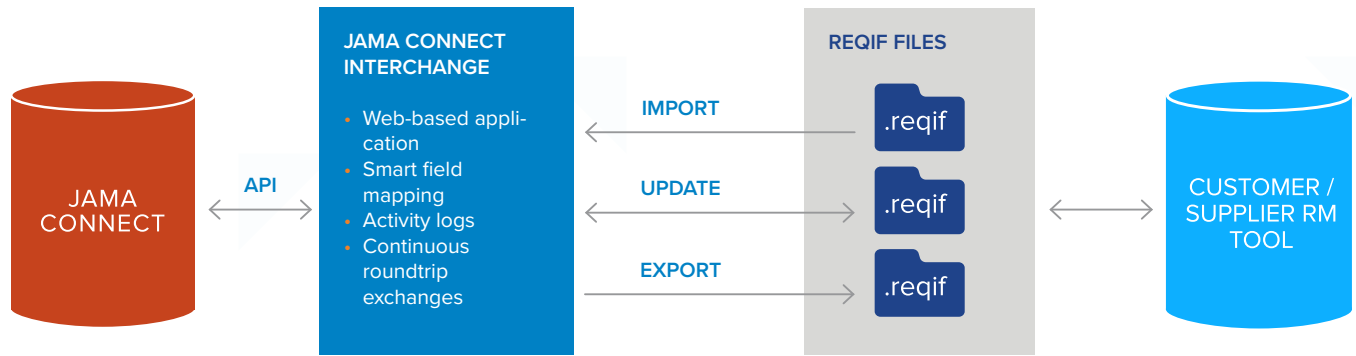 JAMA
CONNECT
API
JAMA CONNECT
INTERCHANGE
• Web-based appli-
cation
• Smart field
mapping
• Activity logs
• Continuous
roundtrip
exchanges
IMPORT
UPDATE
EXPORT
REQIF FILES
.reqif
.reqif
.reqif
CUSTOMER /
SUPPLIER RM
TOOL